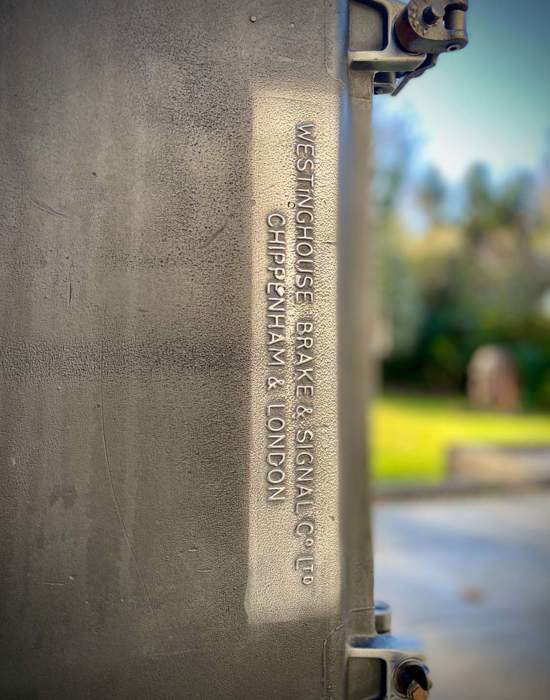 WESTINGHOUSE BRAKE & SIGNAL Cº LTD
CHIPPENHAM & LONDON